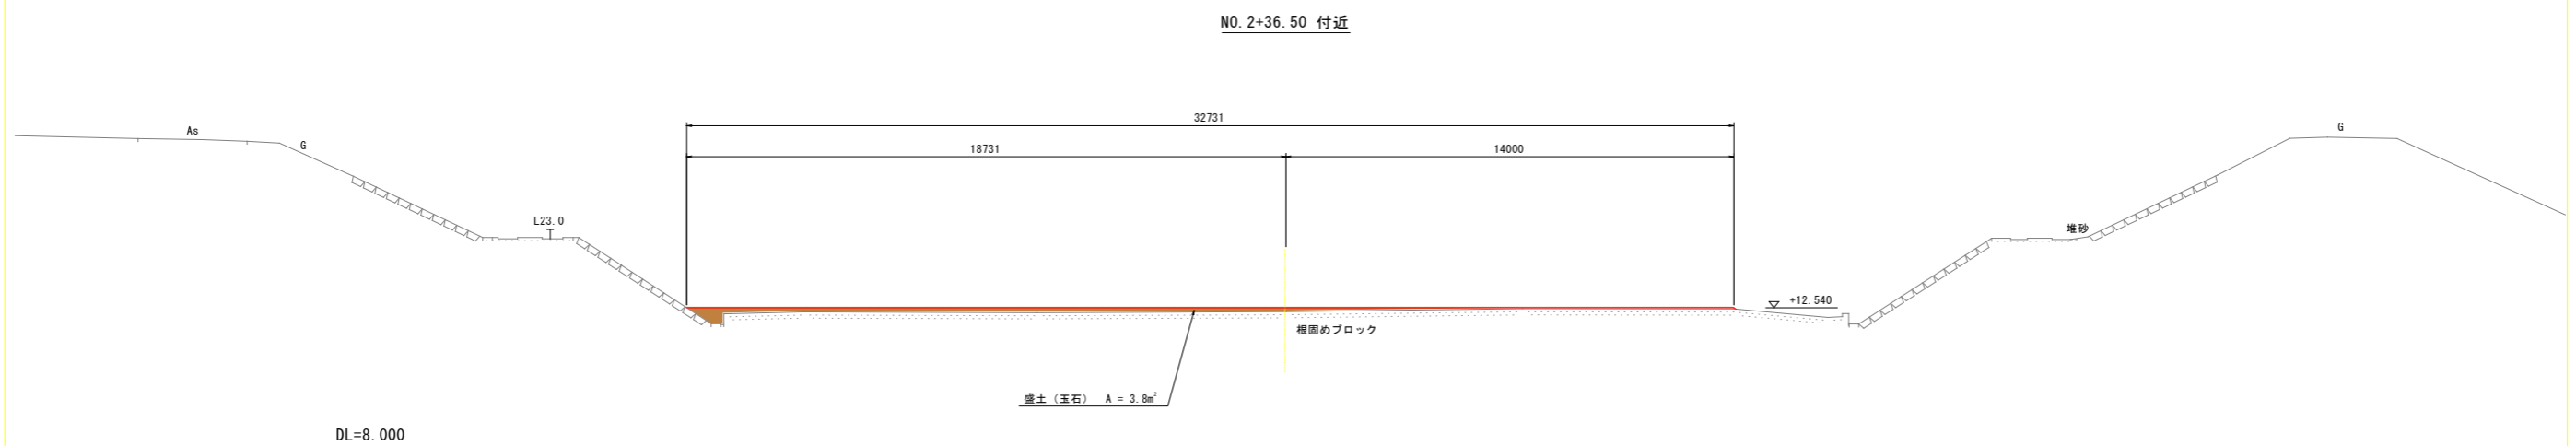 NO.2+36.50 付近
32731
As
G
G
18731
14000
L23.0
堆砂
+12.540
根固めブロック
盛土(玉石) A = 3.8m²
DL=8.000